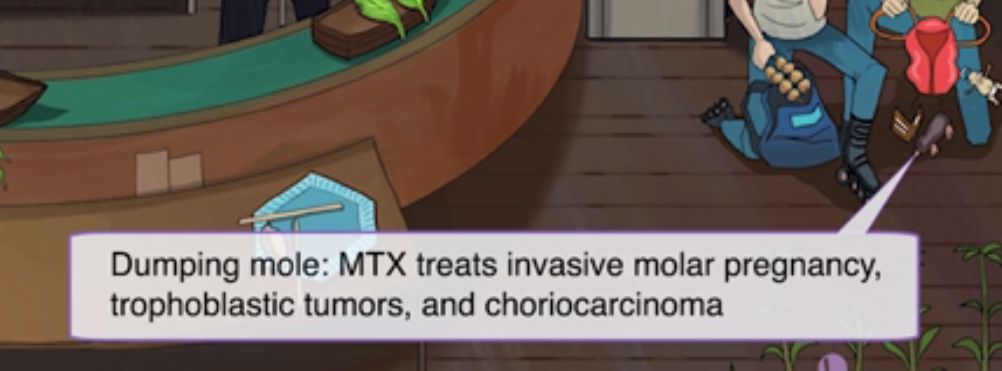 Dumping mole: MTX treats invasive molar pregnancy,
trophoblastic tumors, and choriocarcinoma